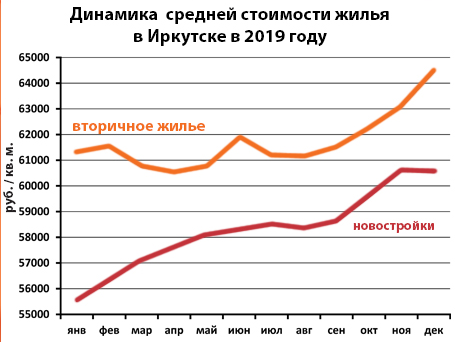 Динамика средней стоимости жилья
в Иркутске в 2019 году
руб. / кв. м.
65000
64000
63000
62000
61000
60000
59000
58000
57000
56000
55000
вторичное жилье
новостройки
янв фев мар апр май июн июл авг сен окт ноя дек